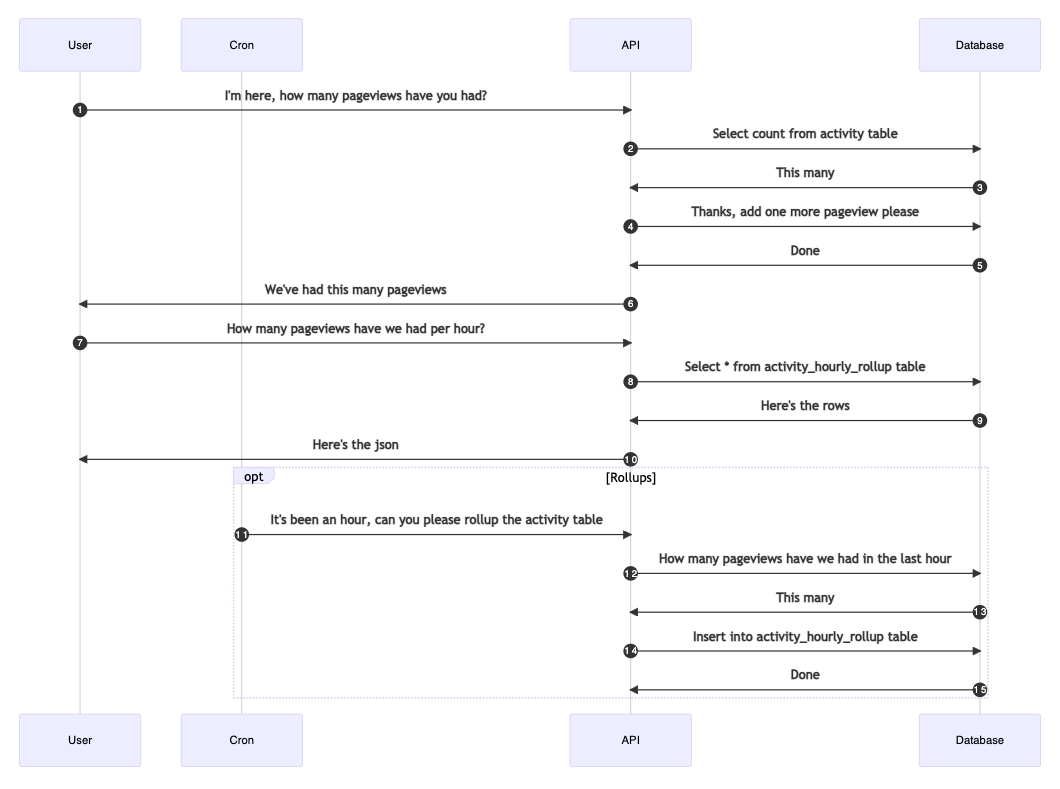 User
Cron
API
Database
I'm here, how many pageviews have you had?
1
Select count from activity table
2
This many
3
Thanks, add one more pageview please
4
Done
5
We've had this many pageviews
6
How many pageviews have we had per hour?
7
Select * from activity_hourly_rollup table
8
Here's the rows
9
Here's the json
10
opt
[Rollups]
It's been an hour, can you please rollup the activity table
11
How many pageviews have we had in the last hour
12
This many
13
Insert into activity_hourly_rollup table
14
Done
15
User
Cron
API
Database